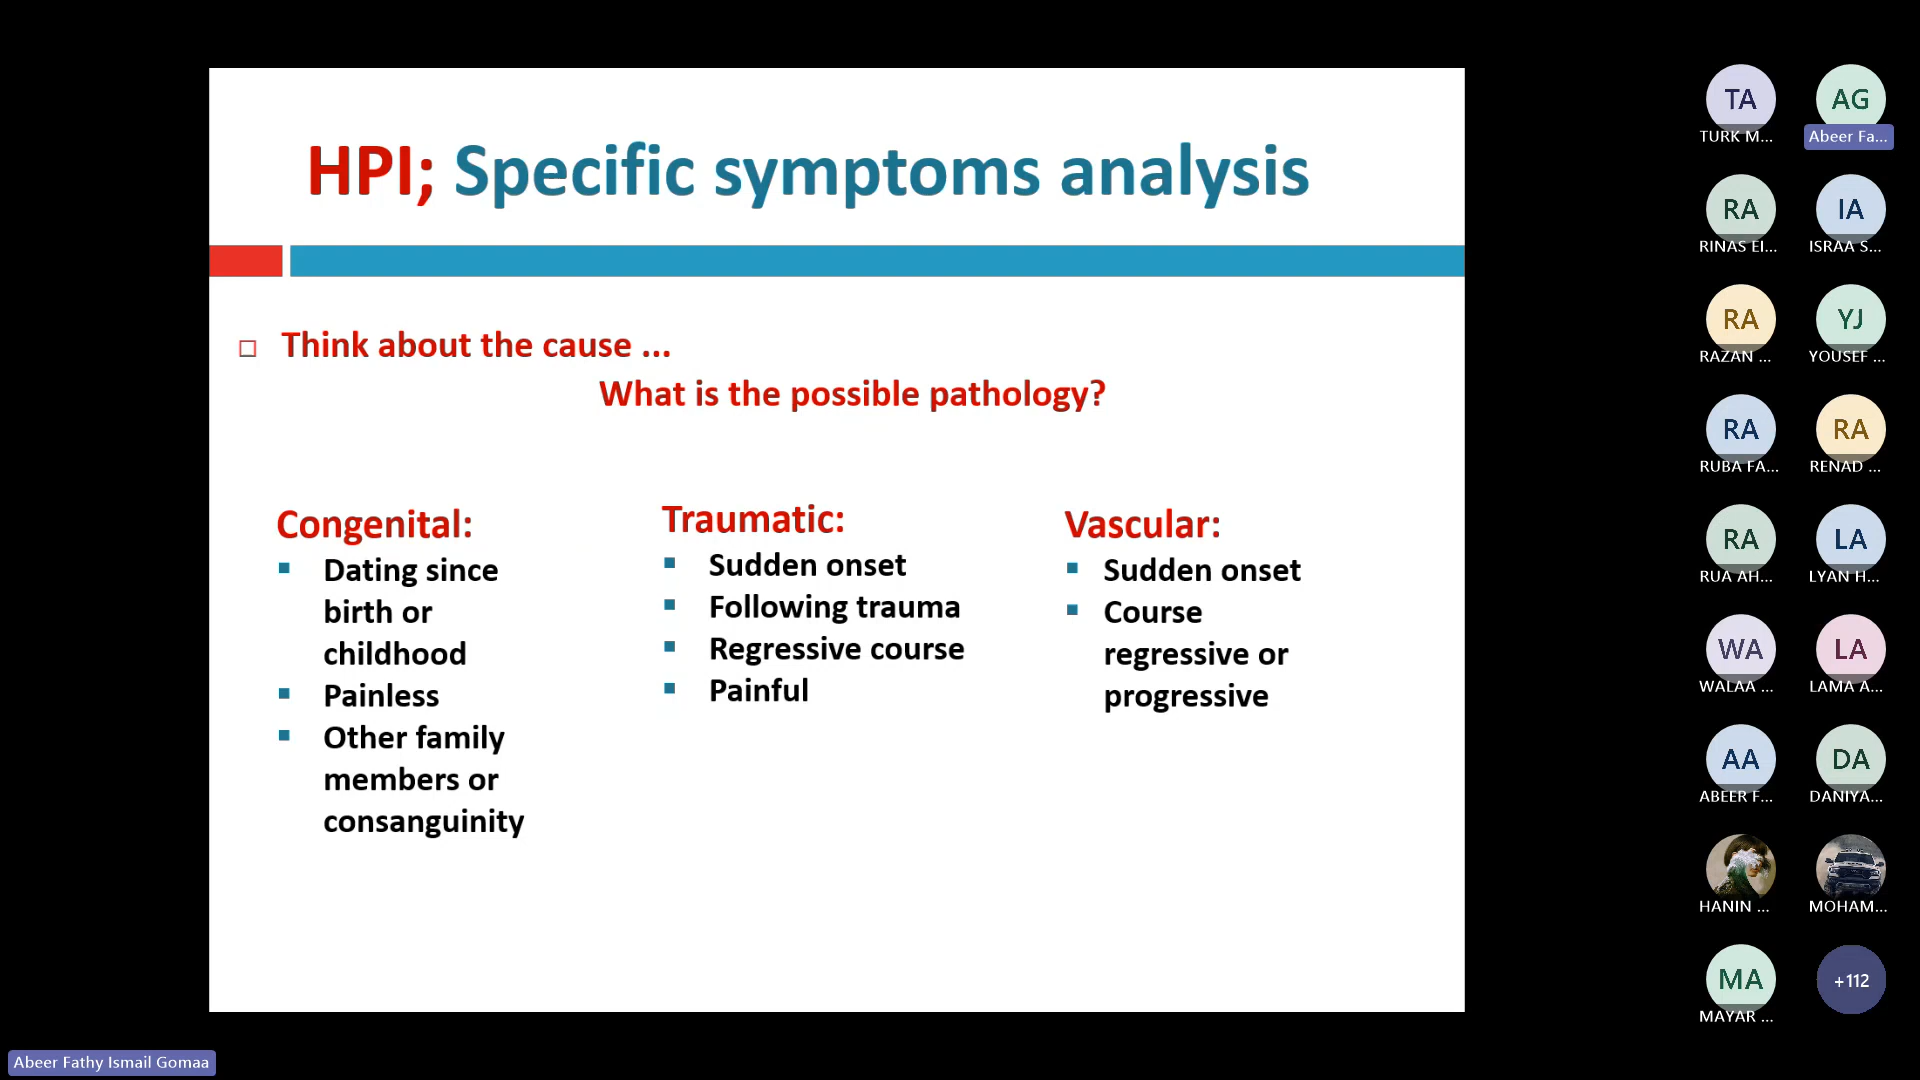 HPI; Specific symptoms analysis
Think about the cause ...
What is the possible pathology?
Congenital:
Dating since
birth or
childhood
Painless
Other family
members or
consanguinity
Traumatic:
Sudden onset
Following trauma
Regressive course
Painful
Vascular:
Sudden onset
Course
regressive or
progressive
TA
TURK M...
AG
Abeer Fa...
RA
RINAS EI...
IA
ISRAA S...
RA
RAZAN ...
YJ
YOUSEF ...
RA
RUBA FA...
RA
RENAD ...
RA
RUA AH...
LA
LYAN H...
WA
WALAA ...
LA
LAMA A...
AA
ABEER F...
DA
DANIYA...
HANIN ...
MOHAM...
MA
MAYAR ...
+112
Abeer Fathy Ismail Gomaa